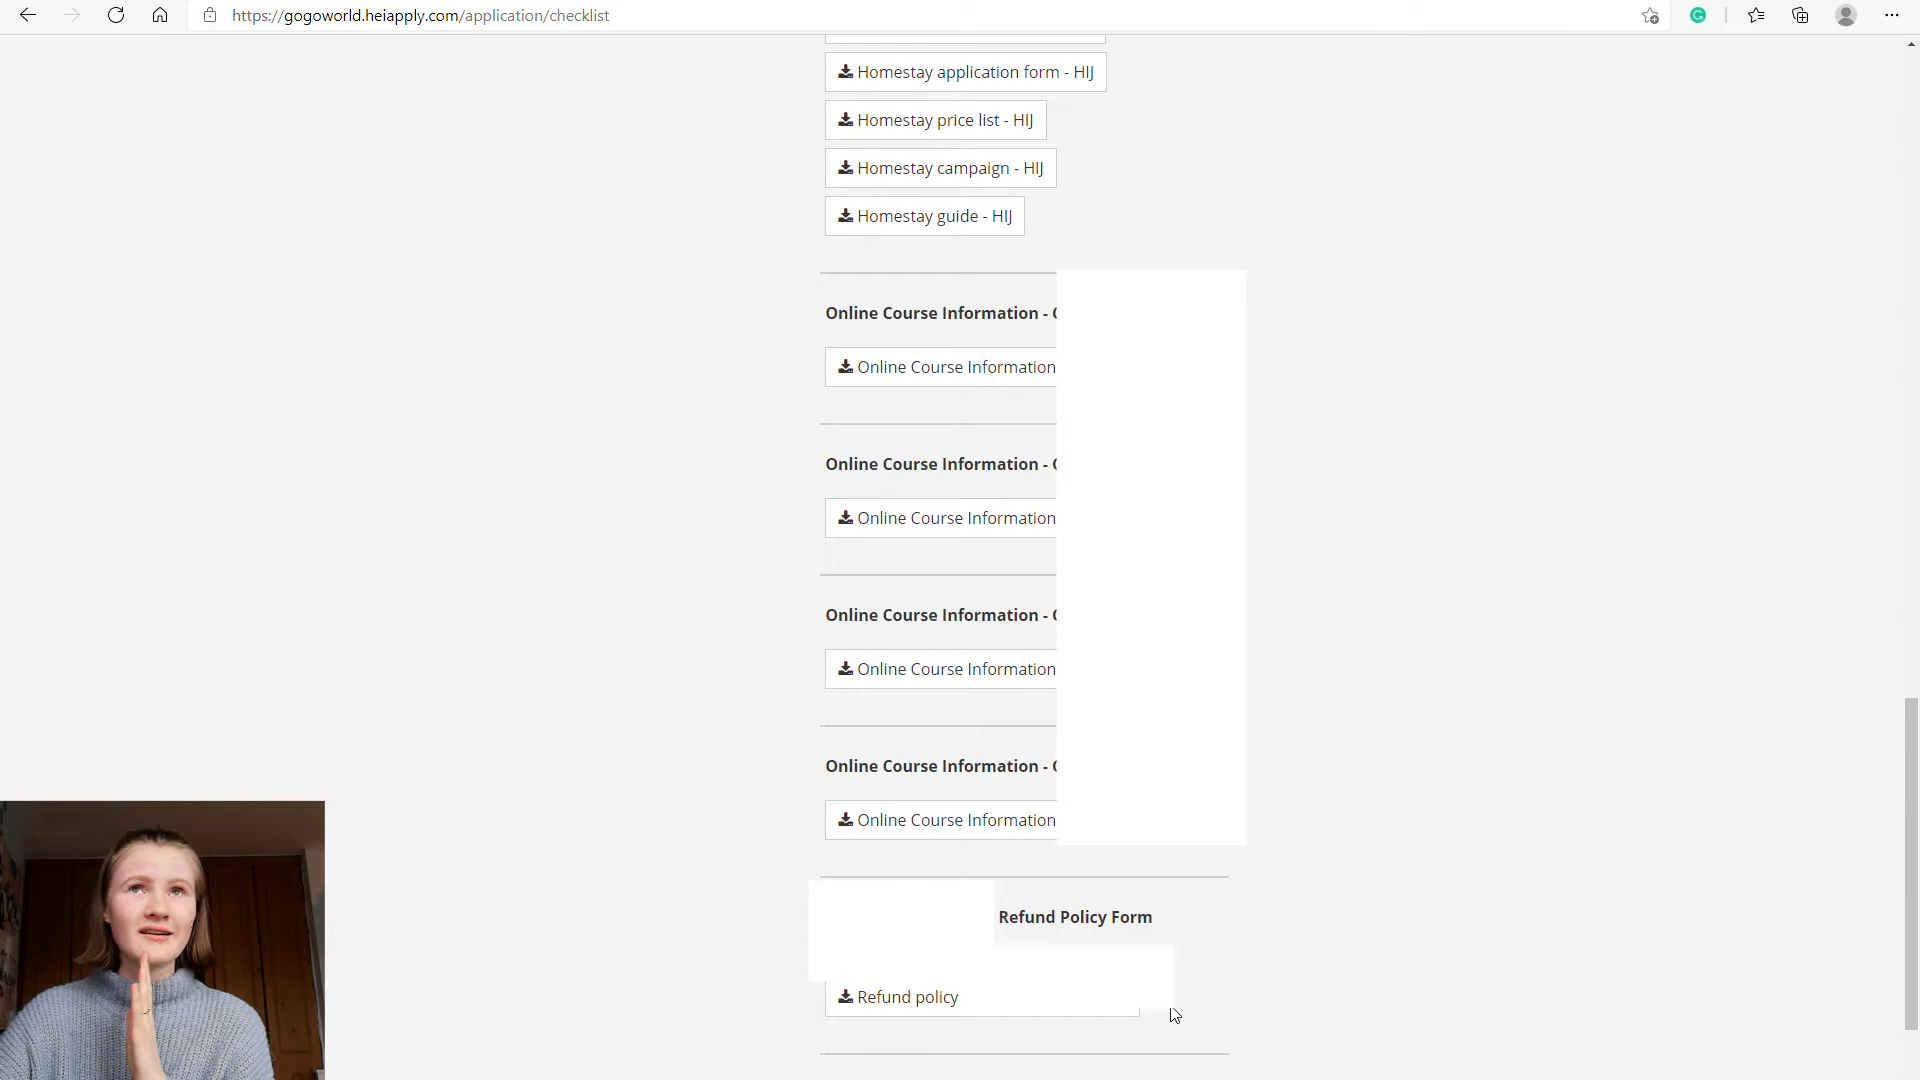 https://gogoworld.heiapply.com/application/checklist
Homestay application form - HIJ
Homestay price list - HIJ
Homestay campaign - HIJ
Homestay guide - HIJ
Online Course Information -
Online Course Information
Online Course Information -
Online Course Information
Online Course Information -
Online Course Information
Online Course Information -
Online Course Information
Refund Policy Form
Refund policy